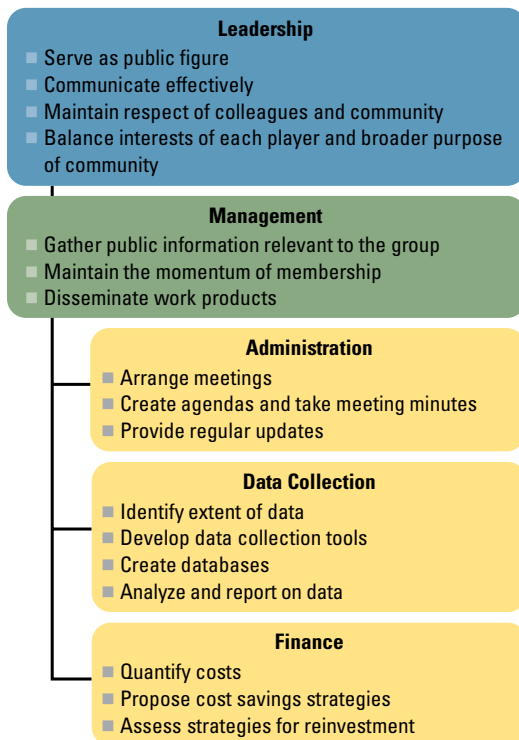 Leadership
■ Serve as public figure
■ Communicate effectively
■ Maintain respect of colleagues and community
■ Balance interests of each player and broader purpose
of community
Management
■ Gather public information relevant to the group
■ Maintain the momentum of membership
■ Disseminate work products
Administration
■ Arrange meetings
■ Create agendas and take meeting minutes
■ Provide regular updates
Data Collection
■ Identify extent of data
■ Develop data collection tools
■ Create databases
■ Analyze and report on data
Finance
■ Quantify costs
■ Propose cost savings strategies
■ Assess strategies for reinvestment